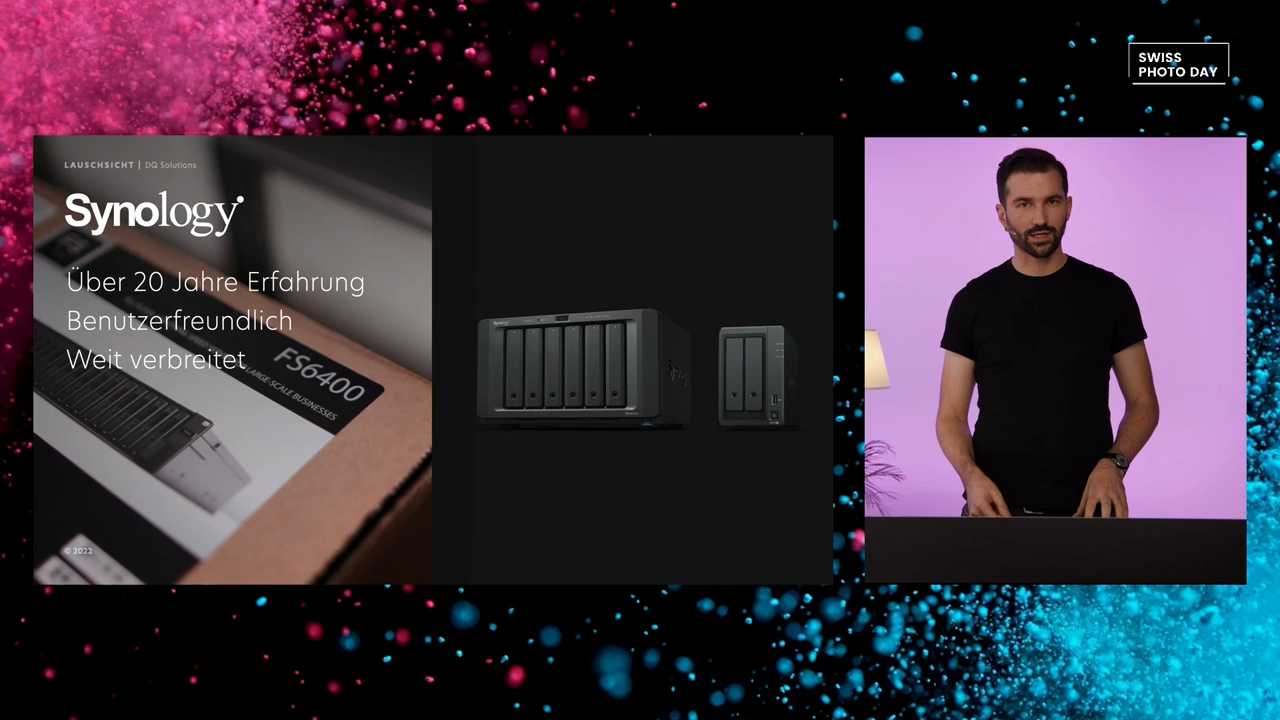 SWISS
PHOTO DAY
LAUSCHSICHT | DQ Solutions
Synology
Über 20 Jahre Erfahrung
Benutzerfreundlich
Weit verbreitet
FS6400
LARGE-SCALE BUSINESSES
© 2022
Synology